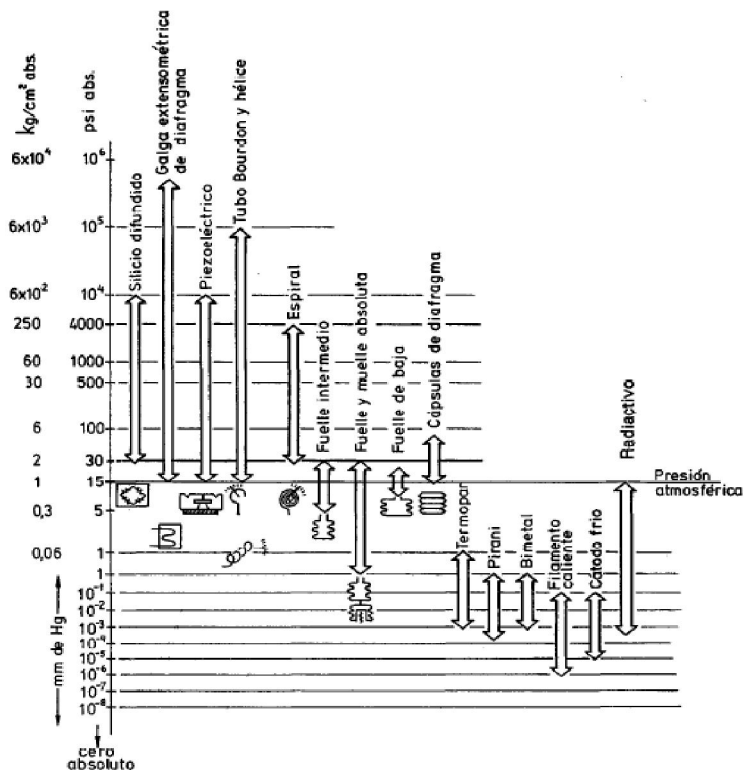 kg/cm² abs.
psi abs.
6x10⁴
10⁶
6x10³
10⁵
6x10²
10⁴
250
4000
60
1000
30
500
6
100
2
30
1
15
0,3
5
0,06
1
1
10⁻¹
10⁻²
10⁻³
10⁻⁴
10⁻⁵
10⁻⁶
10⁻⁷
10⁻⁸
mm de Hg
cero
absoluto
Silicio difundido
Galga extensométrica
de diafragma
Piezoeléctrico
Tubo Bourdon y hélice
Espiral
Fuelle intermedio
Fuelle y muelle absoluta
Fuelle de baja
Cápsulas de diafragma
Termopar
Pirani
Bimetal
Filamento
caliente
Cátodo frío
Radiactivo
Presión
atmosférica